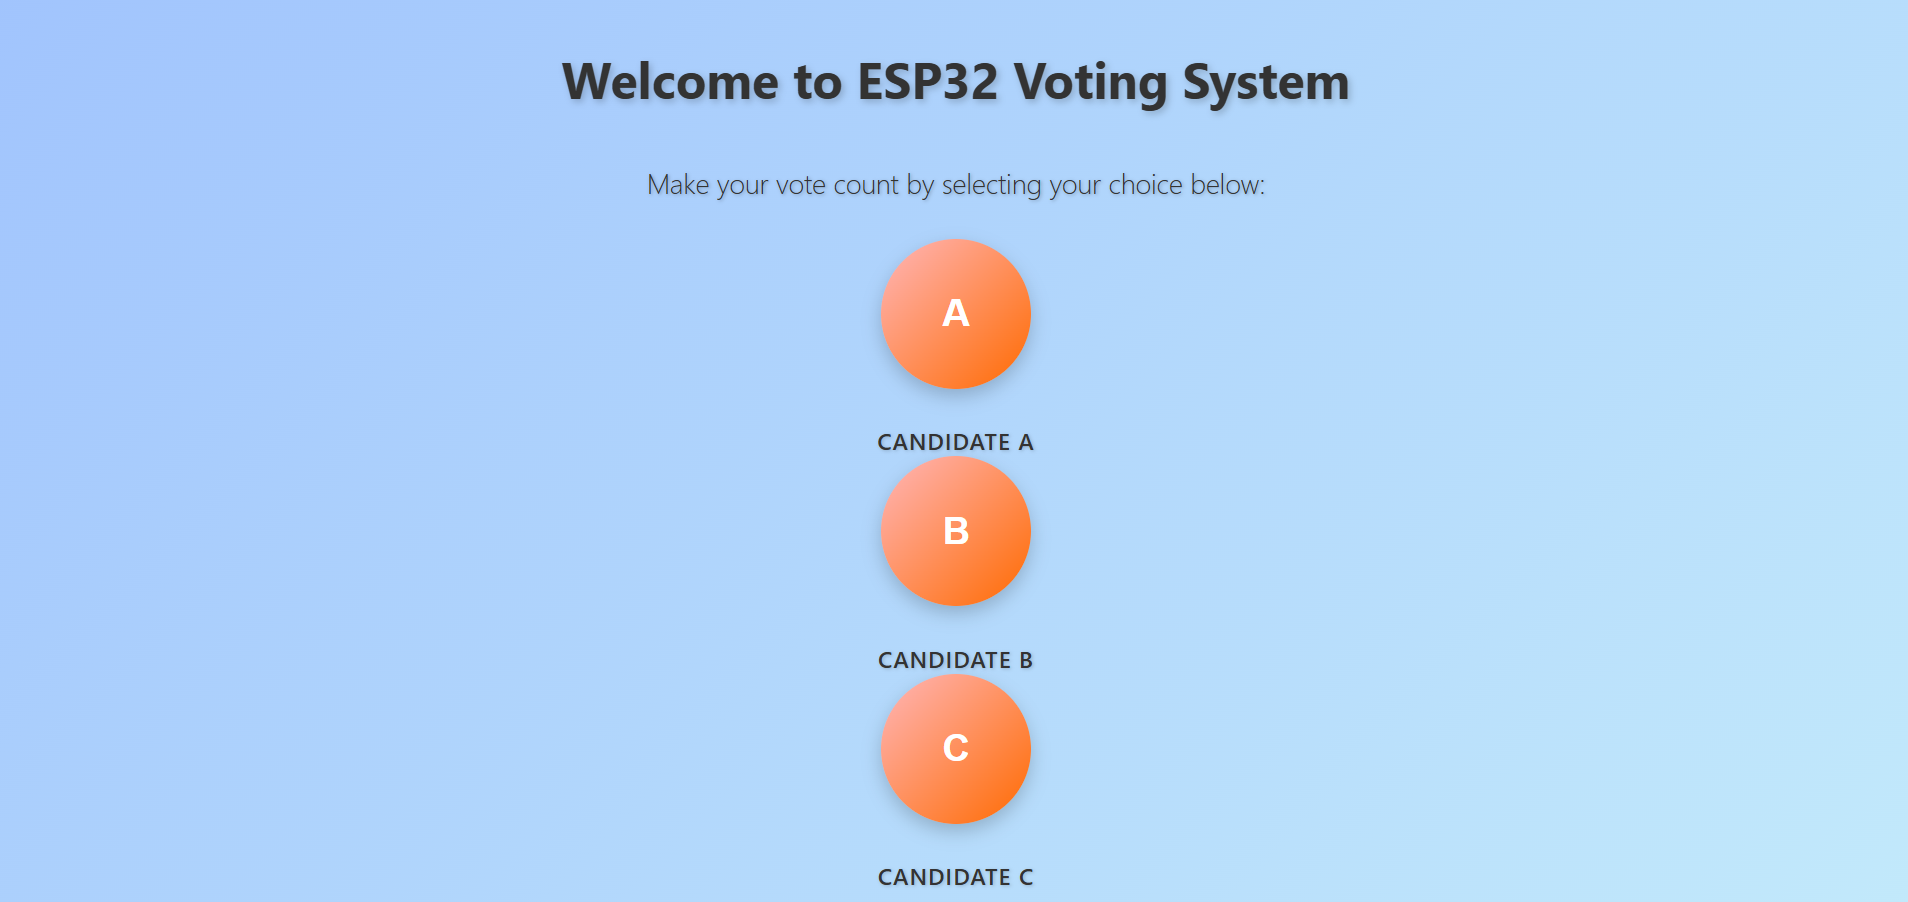 Welcome to ESP32 Voting System
Make your vote count by selecting your choice below:
A
CANDIDATE A
B
CANDIDATE B
C
CANDIDATE C